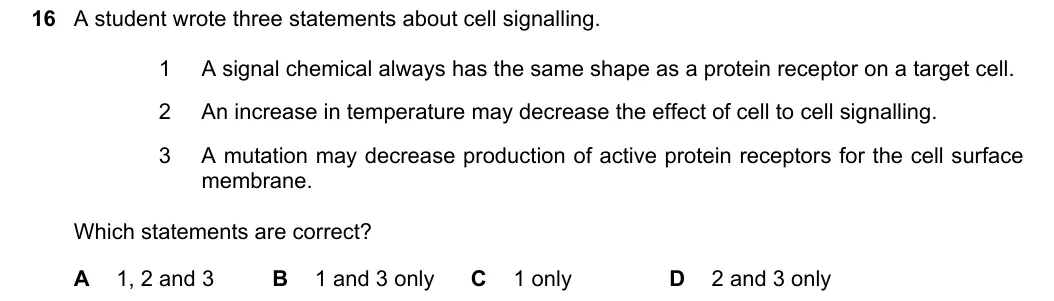 16 A student wrote three statements about cell signalling.
1 A signal chemical always has the same shape as a protein receptor on a target cell.
2 An increase in temperature may decrease the effect of cell to cell signalling.
3 A mutation may decrease production of active protein receptors for the cell surface
membrane.
Which statements are correct?
A 1, 2 and 3 B 1 and 3 only C 1 only D 2 and 3 only